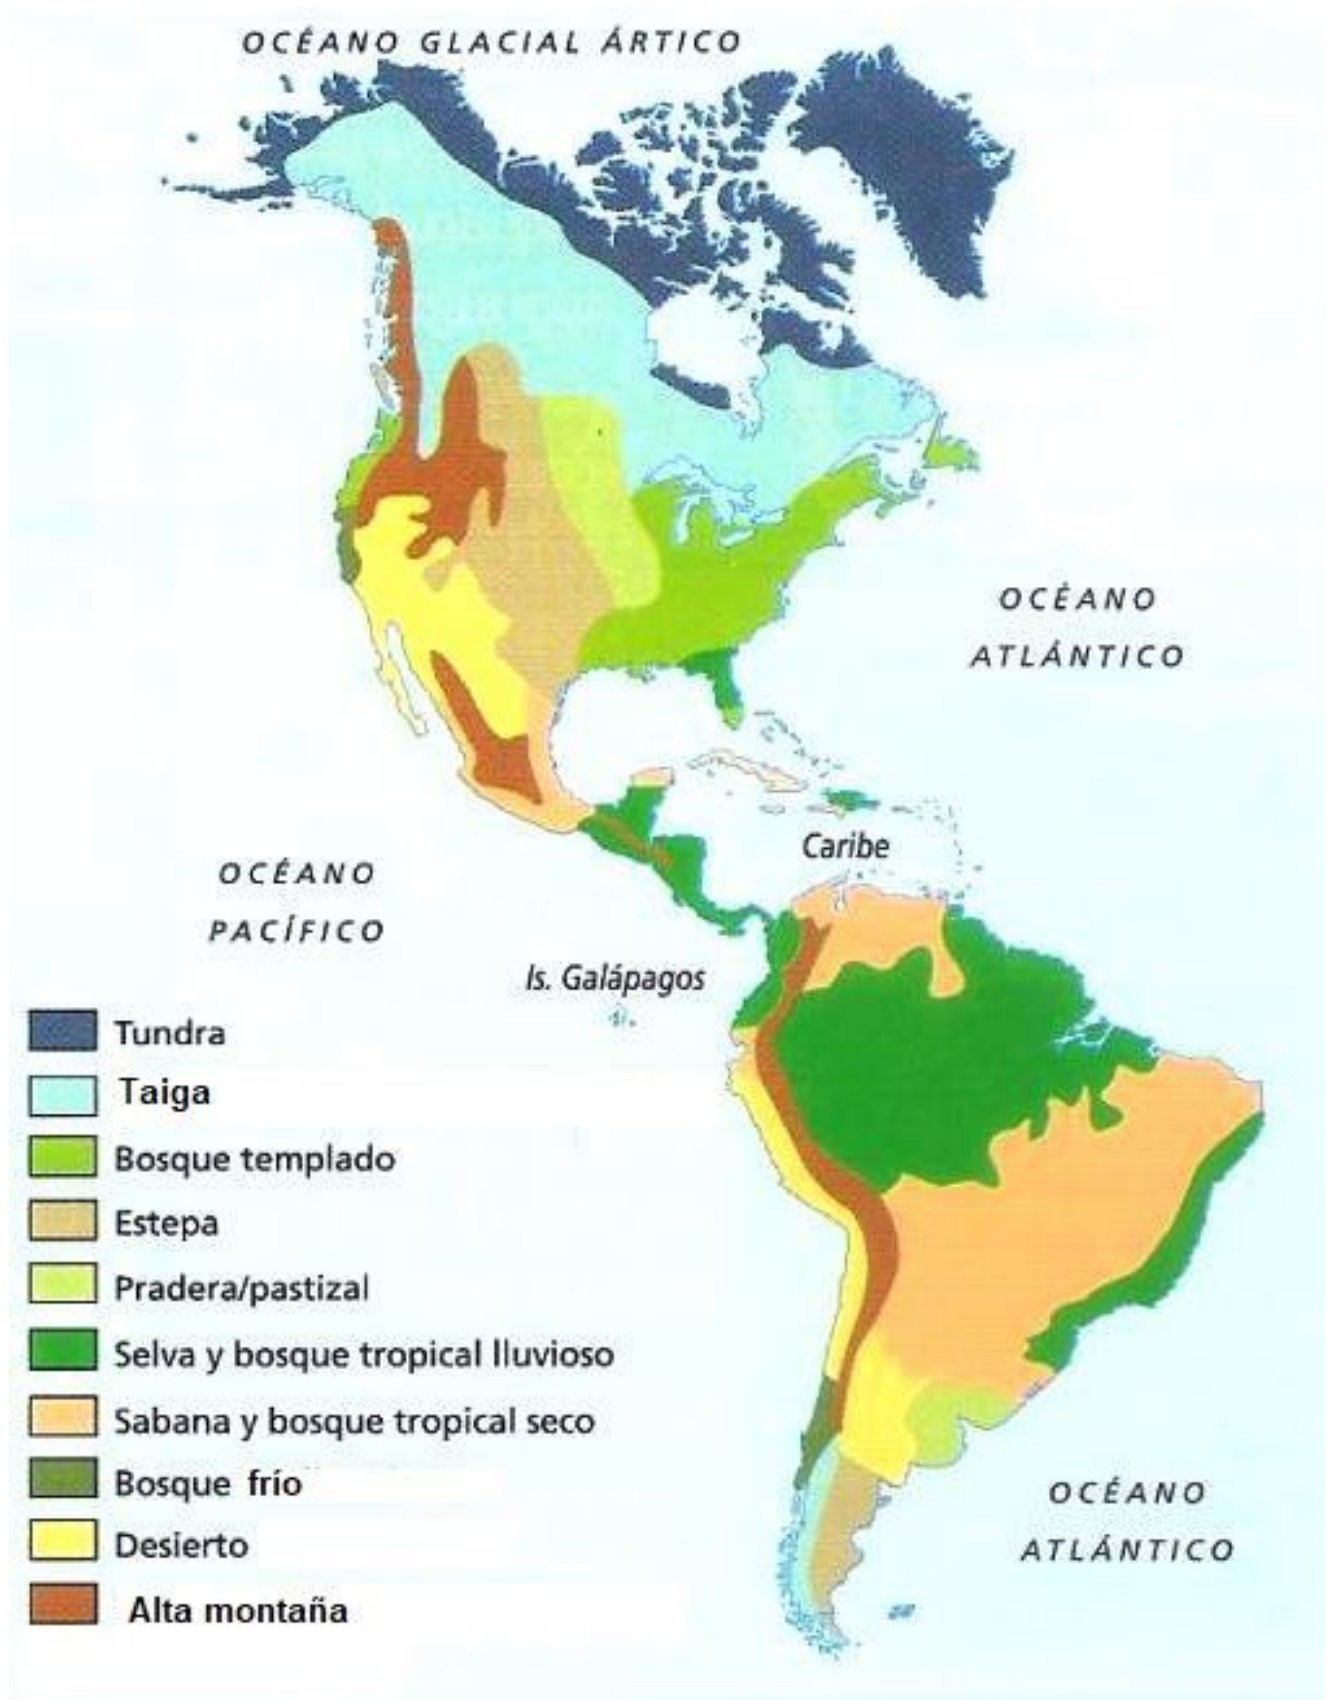 OCÉANO GLACIAL ÁRTICO
OCÉANO
ATLÁNTICO
Caribe
OCÉANO
PACÍFICO
Is. Galápagos
Tundra
Taiga
Bosque templado
Estepa
Pradera/pastizal
Selva y bosque tropical lluvioso
Sabana y bosque tropical seco
Bosque frío
Desierto
Alta montaña
OCÉANO
ATLÁNTICO